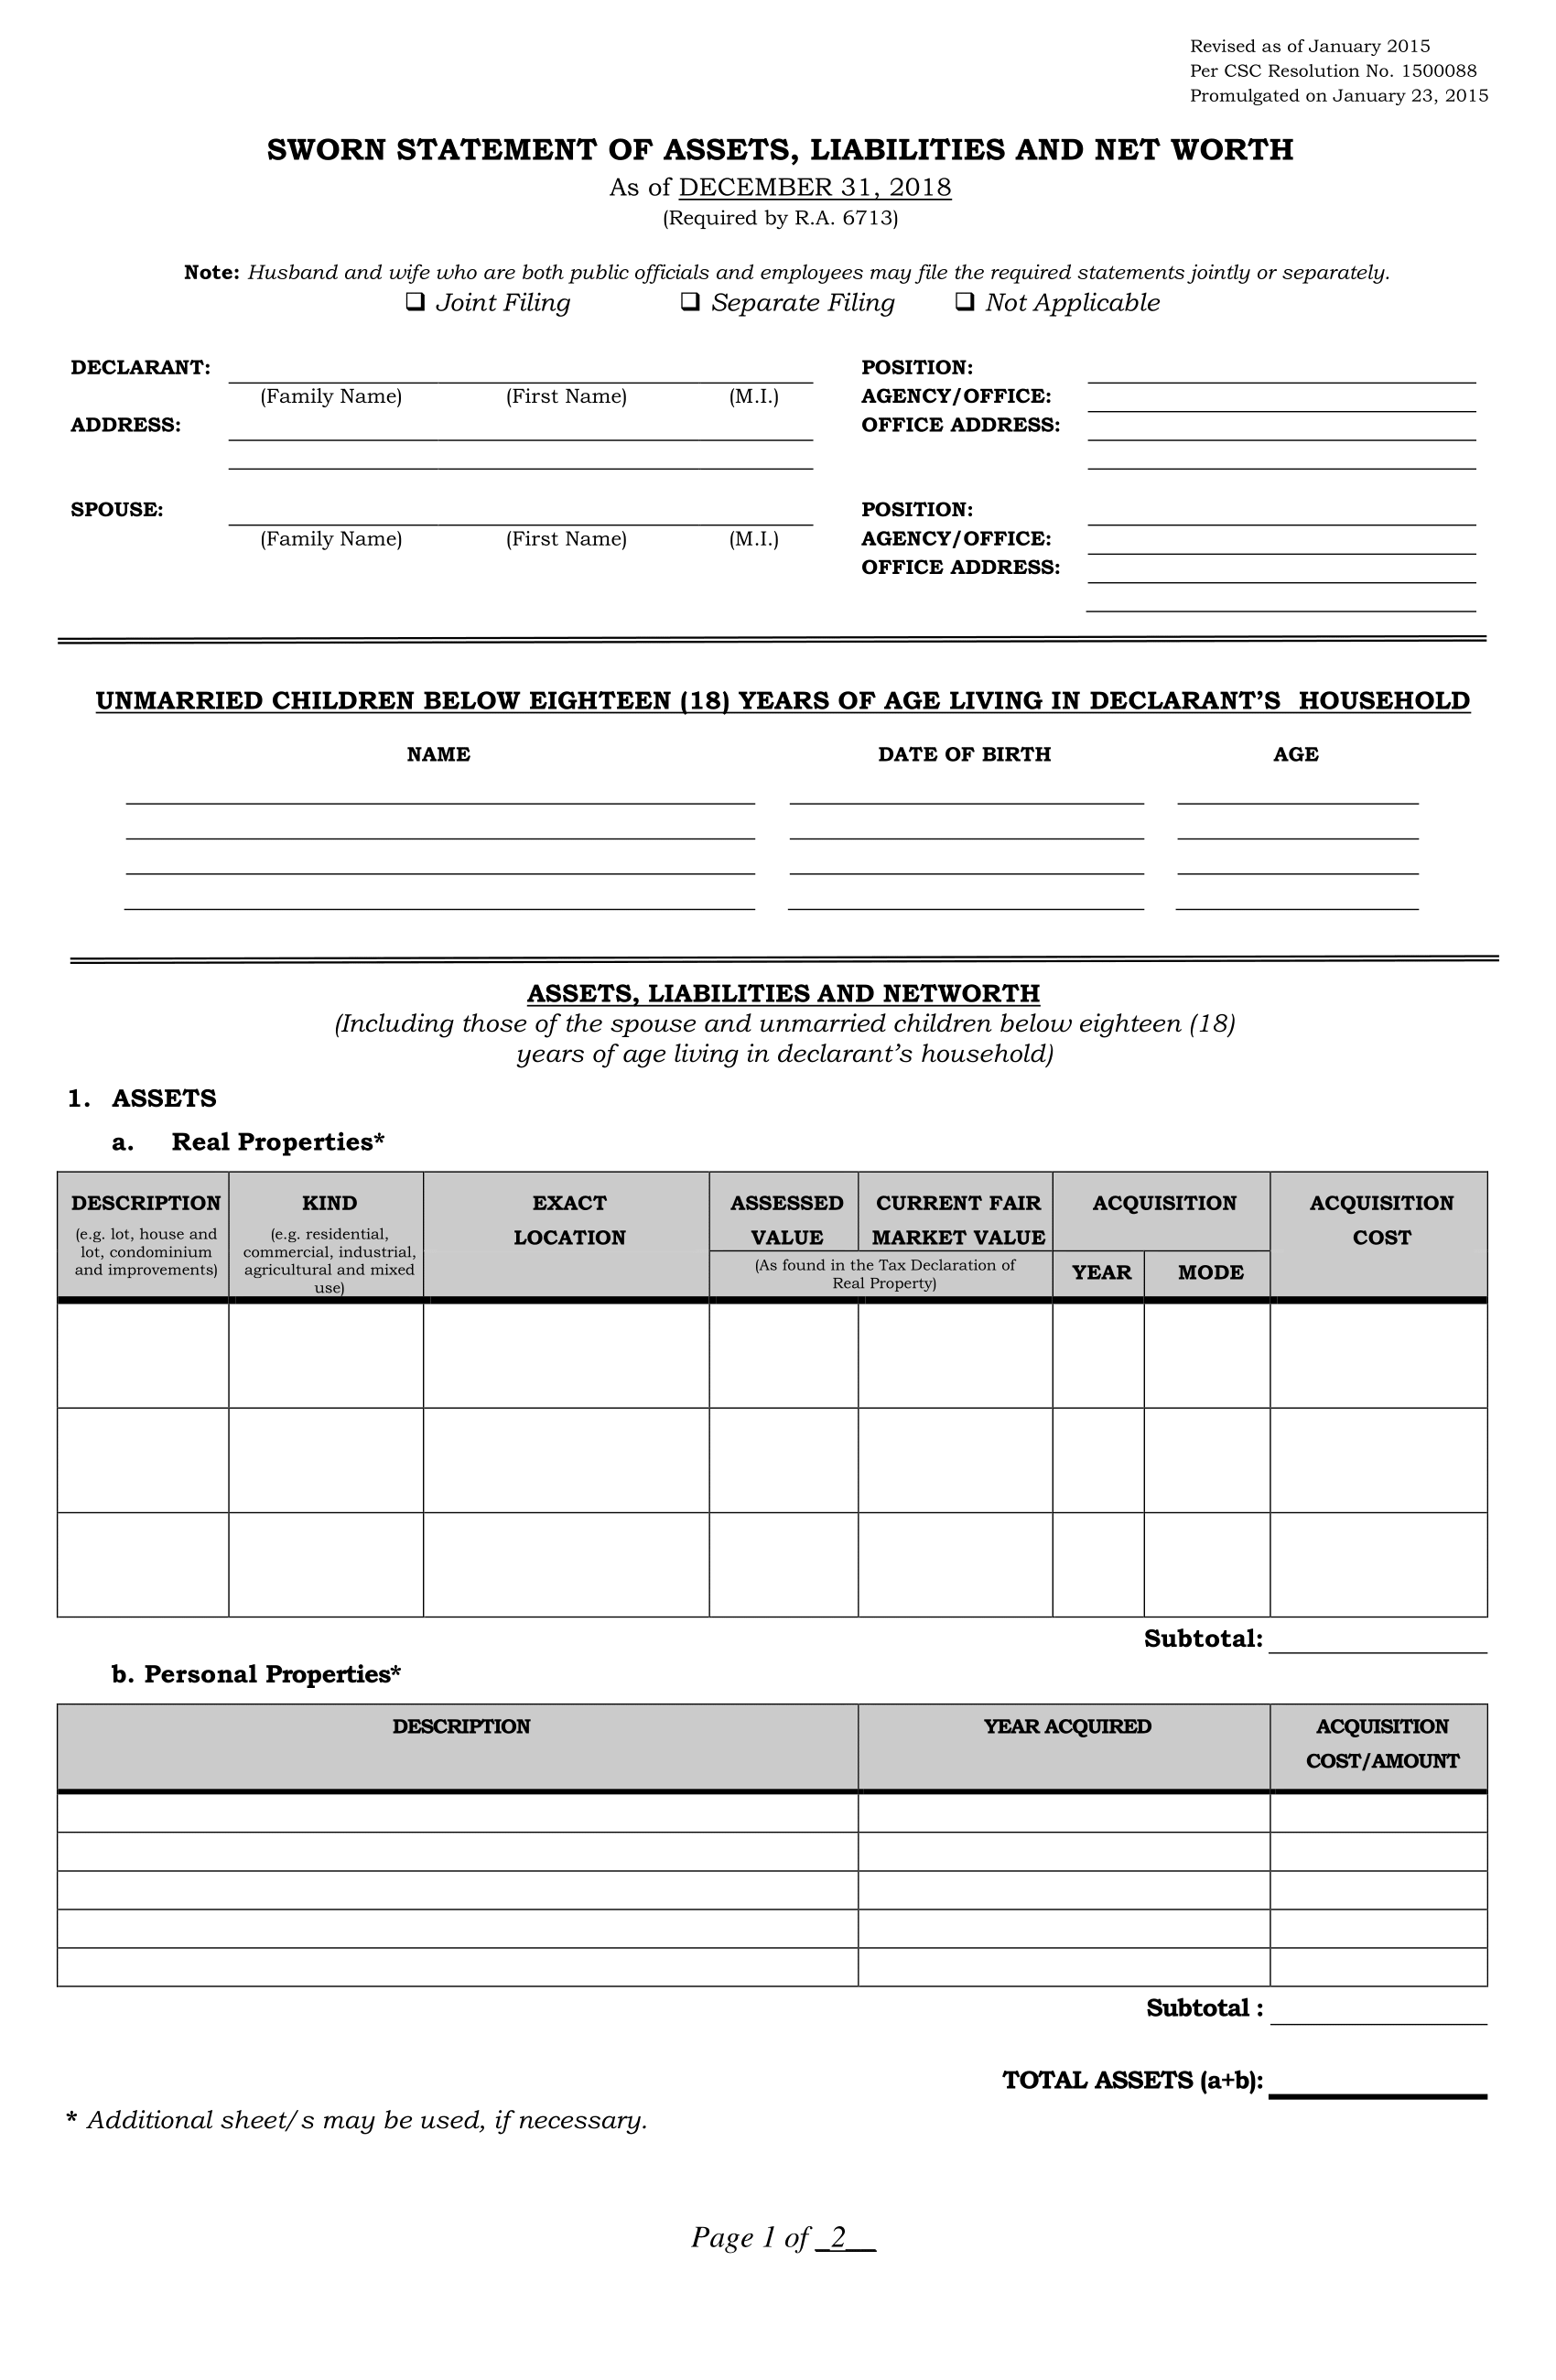 Revised as of January 2015
Per CSC Resolution No. 1500088
Promulgated on January 23, 2015
SWORN STATEMENT OF ASSETS, LIABILITIES AND NET WORTH
As of DECEMBER 31, 2018
(Required by R.A. 6713)
Note: Husband and wife who are both public officials and employees may file the required statements jointly or separately.
❑ Joint Filing ❑ Separate Filing ❑ Not Applicable
DECLARANT: POSITION:
(Family Name) (First Name) (M.I.) AGENCY/OFFICE:
ADDRESS: OFFICE ADDRESS:
SPOUSE: POSITION:
(Family Name) (First Name) (M.I.) AGENCY/OFFICE:
OFFICE ADDRESS:
UNMARRIED CHILDREN BELOW EIGHTEEN (18) YEARS OF AGE LIVING IN DECLARANT’S HOUSEHOLD
NAME DATE OF BIRTH AGE
ASSETS, LIABILITIES AND NETWORTH
(Including those of the spouse and unmarried children below eighteen (18)
years of age living in declarant’s household)
1. ASSETS
a. Real Properties*
DESCRIPTION
(e.g. lot, house and
lot, condominium
and improvements)
KIND
(e.g. residential,
commercial, industrial,
agricultural and mixed
use)
EXACT
LOCATION
ASSESSED
VALUE
CURRENT FAIR
MARKET VALUE
(As found in the Tax Declaration of
Real Property)
ACQUISITION
YEAR MODE
ACQUISITION
COST
Subtotal:
b. Personal Properties*
DESCRIPTION
YEAR ACQUIRED
ACQUISITION
COST/AMOUNT
Subtotal :
TOTAL ASSETS (a+b):
* Additional sheet/s may be used, if necessary.
Page 1 of _2__